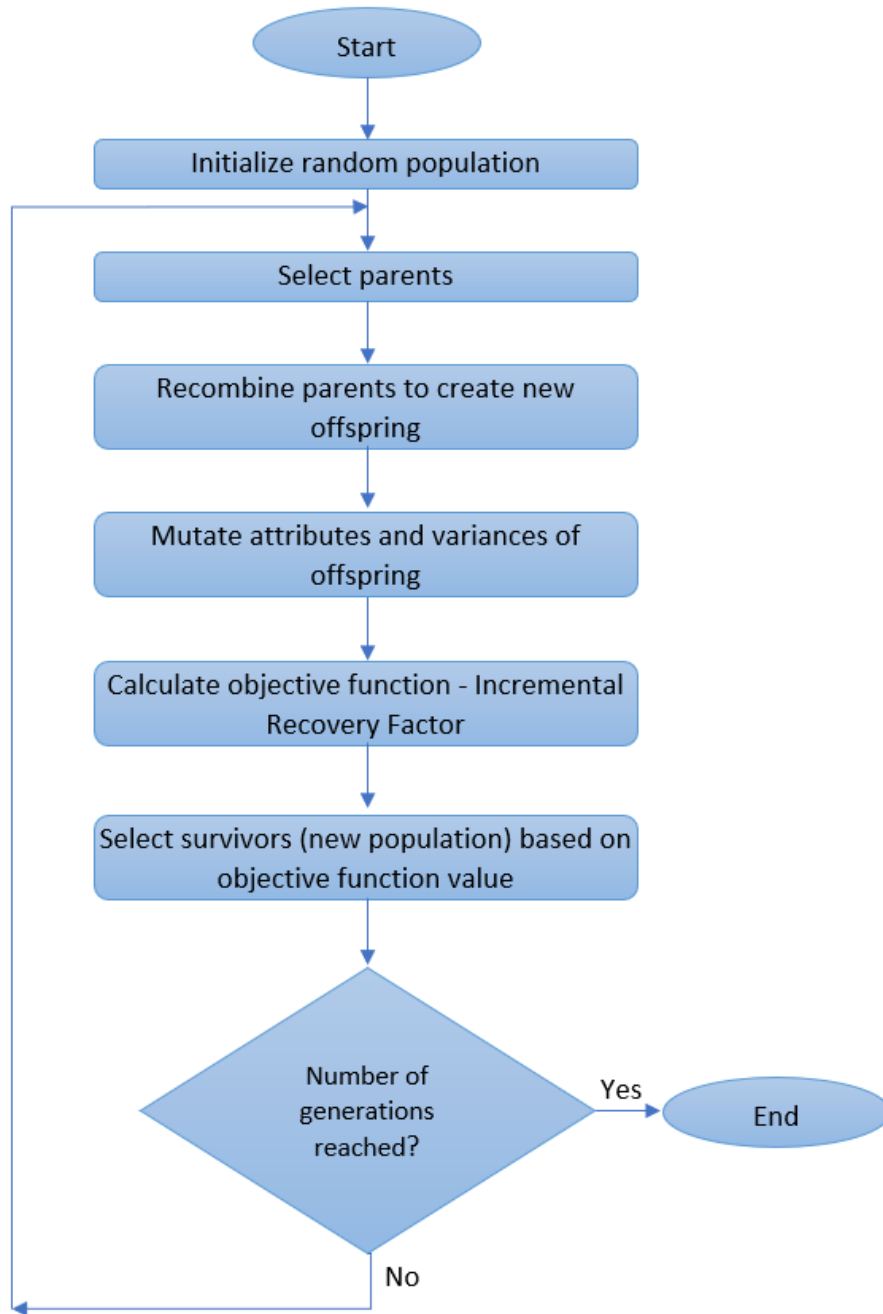 Start
Initialize random population
Select parents
Recombine parents to create new
offspring
Mutate attributes and variances of
offspring
Calculate objective function - Incremental
Recovery Factor
Select survivors (new population) based on
objective function value
Number of
generations
reached?
Yes
End
No